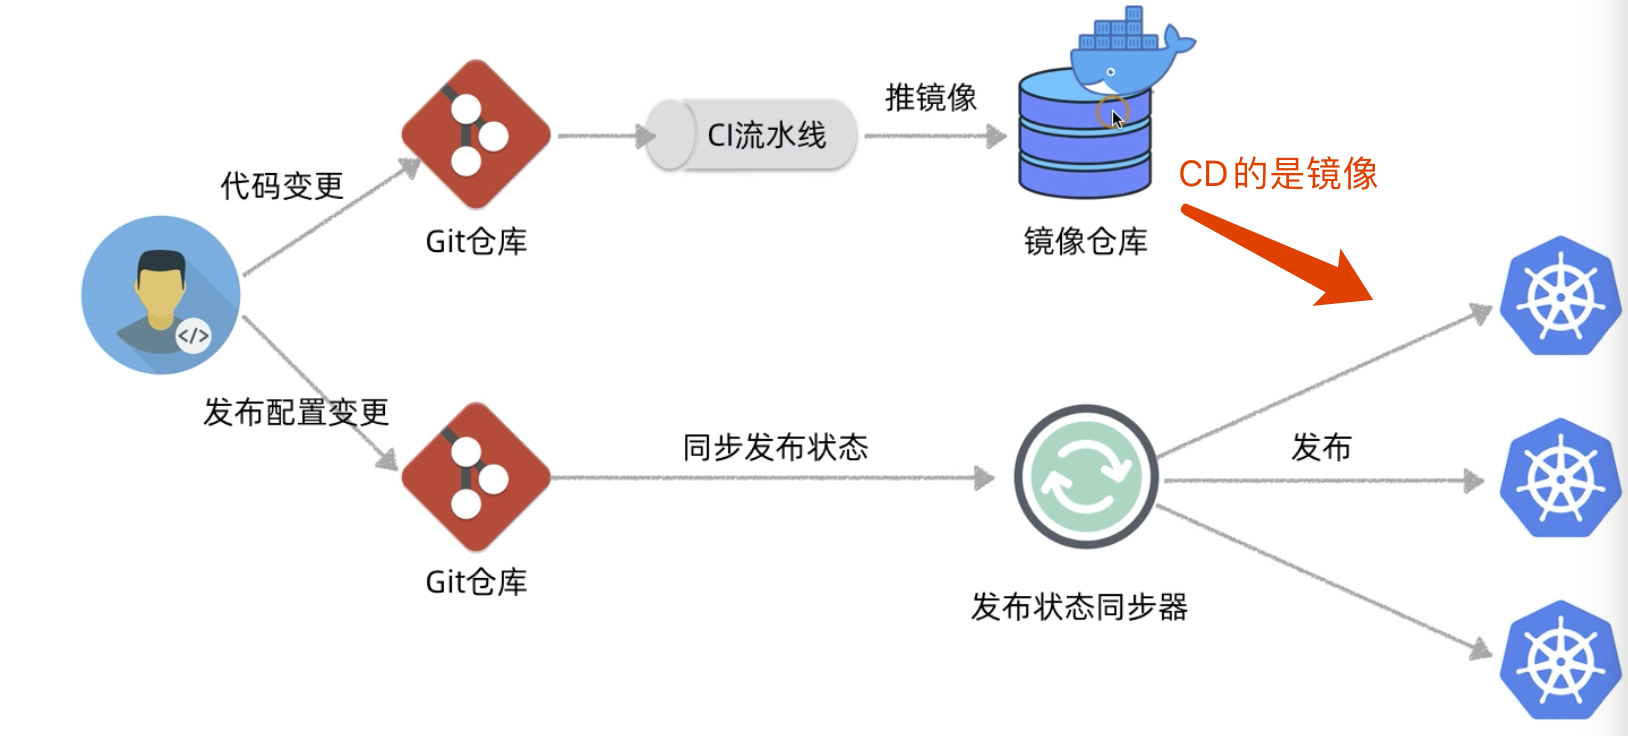 推镜像
CI流水线
代码变更
CD的是镜像
Git仓库
镜像仓库
</>
发布配置变更
同步发布状态
发布
Git仓库
发布状态同步器